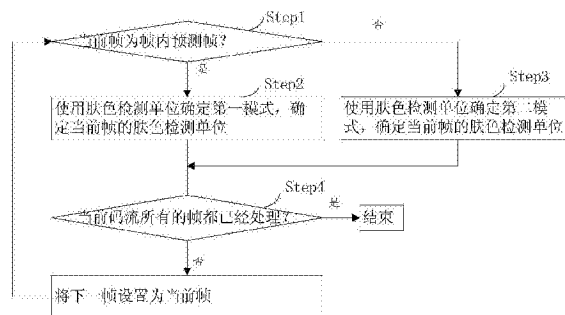 Step1
当前帧为帧内预测帧？
否
是
Step2
Step3
使用肤色检测单位确定第一模式，确
定当前帧的肤色检测单位
使用肤色检测单位确定第二模
式，确定当前帧的肤色检测单位
Step4
当前码流所有的帧都已经处理？
是
结束
否
将下一帧设置为当前帧